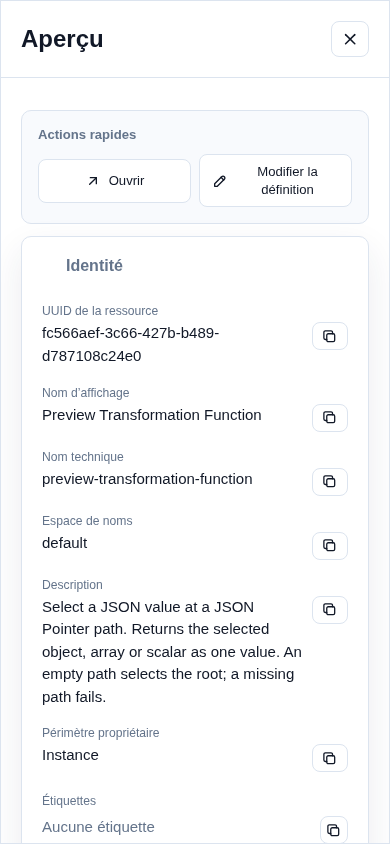 Aperçu
Actions rapides
Ouvrir
Modifier la
définition
Identité
UUID de la ressource
fc566aef-3c66-427b-b489-
d787108c24e0
Nom d’affichage
Preview Transformation Function
Nom technique
preview-transformation-function
Espace de noms
default
Description
Select a JSON value at a JSON
Pointer path. Returns the selected
object, array or scalar as one value. An
empty path selects the root; a missing
path fails.
Périmètre propriétaire
Instance
Étiquettes
Aucune étiquette